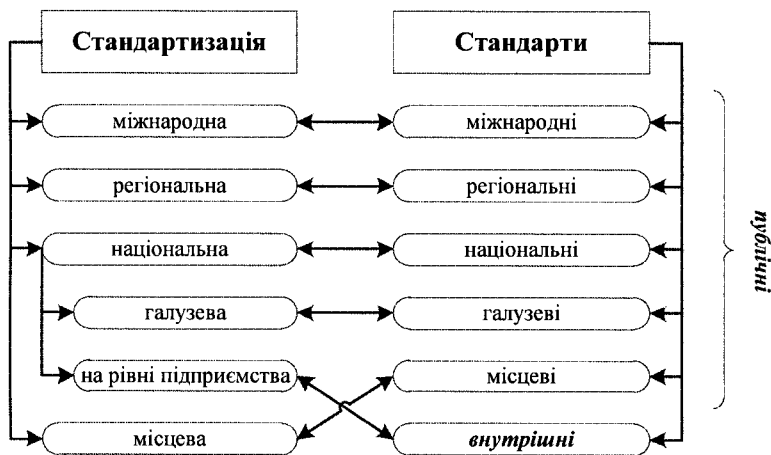 Стандартизація Стандарти
міжнародна міжнародні
регіональна регіональні
національна національні
галузева галузеві
на рівні підприємства місцеві
місцева внутрішні
публічні